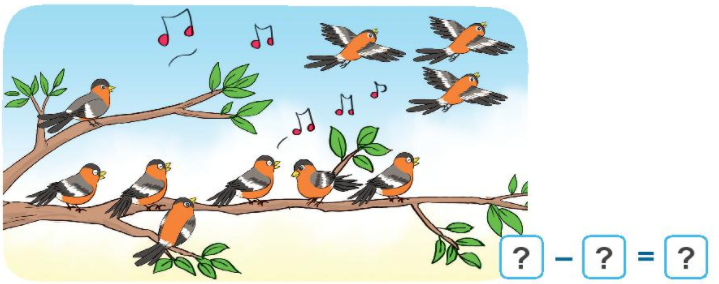 ? – ? = ?